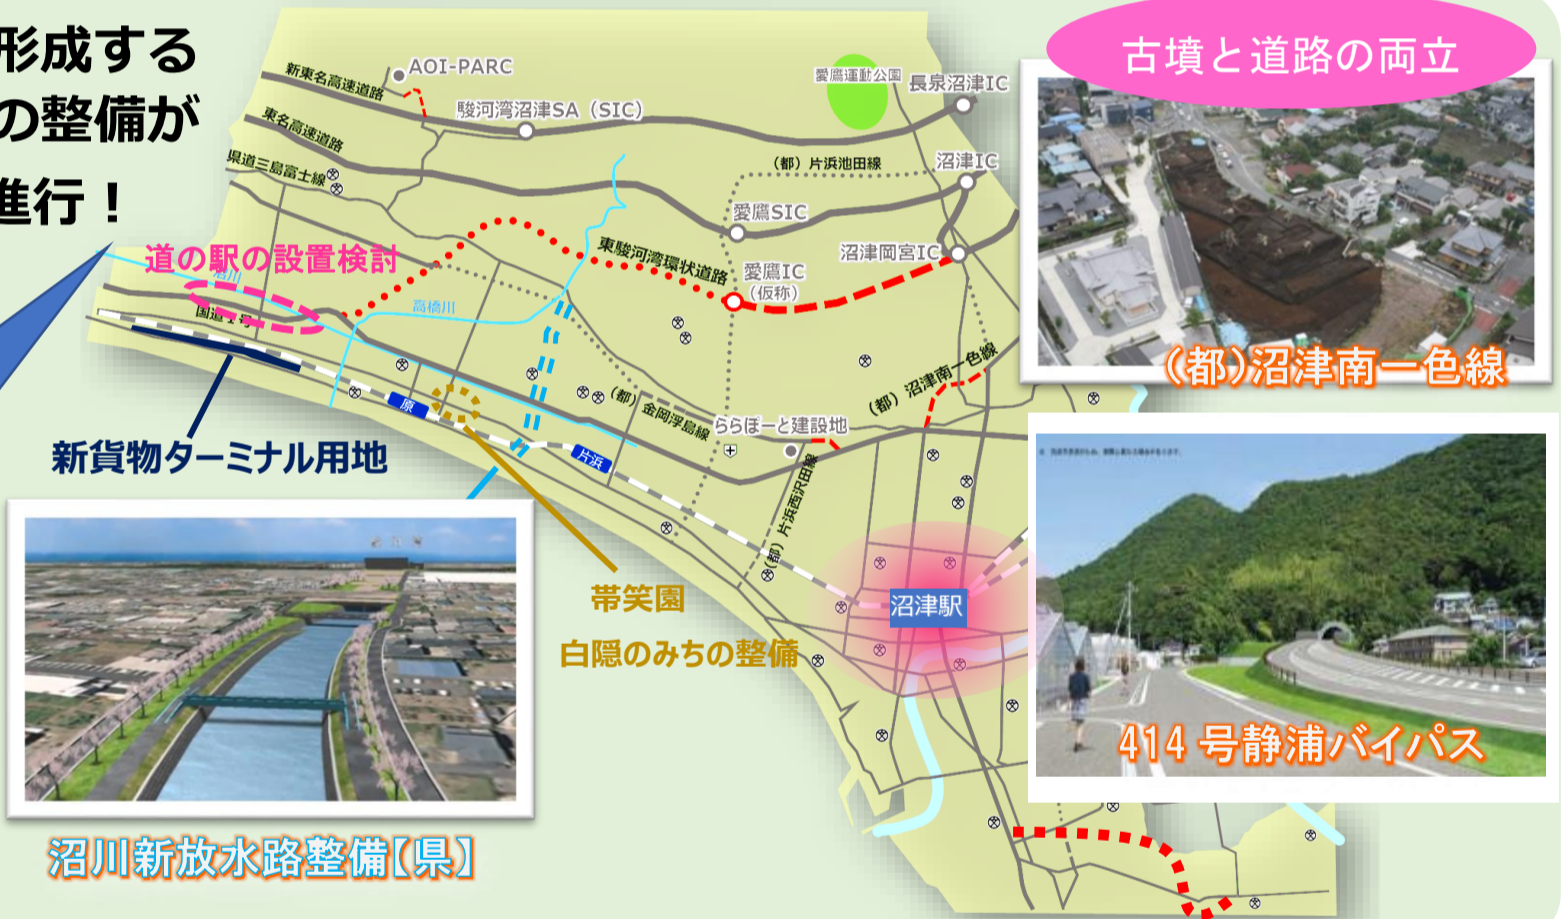 形成する
の整備が
進行！
古墳と道路の両立
AOI-PARC
新東名高速道路
駿河湾沼津SA（SIC）
愛鷹運動公園
長泉沼津IC
東名高速道路
県道三島富士線
（都）片浜池田線
沼津IC
愛鷹SIC
沼津岡宮IC
東駿河湾環状道路
愛鷹IC
（仮称）
道の駅の設置検討
沼川
高橋川
国道1号
（都）沼津南一色線
（都）沼津南一色線
原
（都）金岡浮島線
ららぽーと建設地
片浜
（都）片浜西沢田線
新貨物ターミナル用地
帯笑園
白隠のみちの整備
沼津駅
414号静浦バイパス
沼川新放水路整備【県】